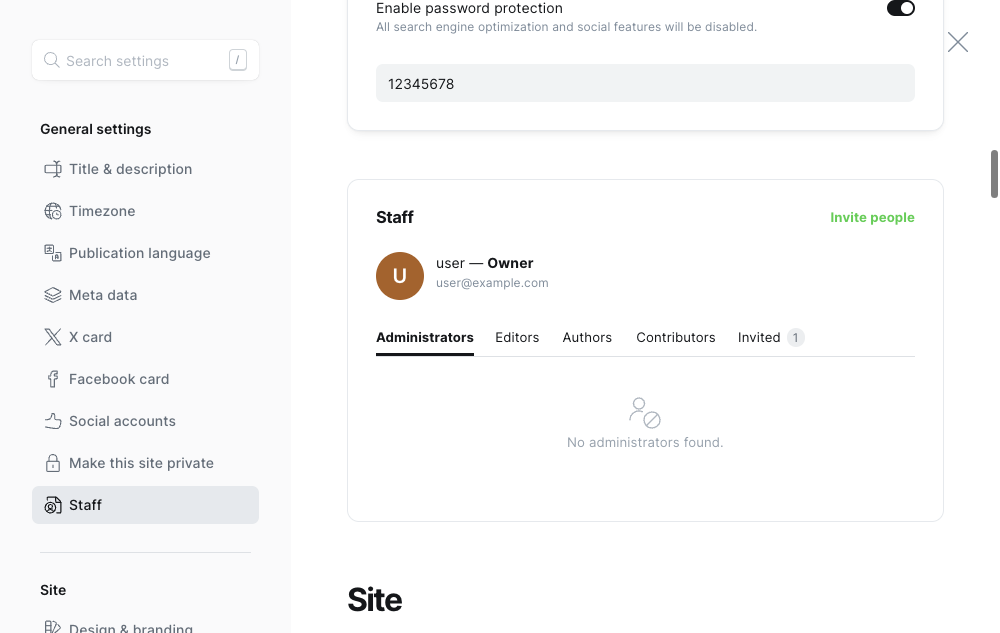 Search settings
/
General settings
Title & description
Timezone
Publication language
Meta data
X card
Facebook card
Social accounts
Make this site private
Staff
Site
Design & branding
Enable password protection
All search engine optimization and social features will be disabled.
12345678
Staff
Invite people
U
user — Owner
user@example.com
Administrators Editors Authors Contributors Invited 1
No administrators found.
Site